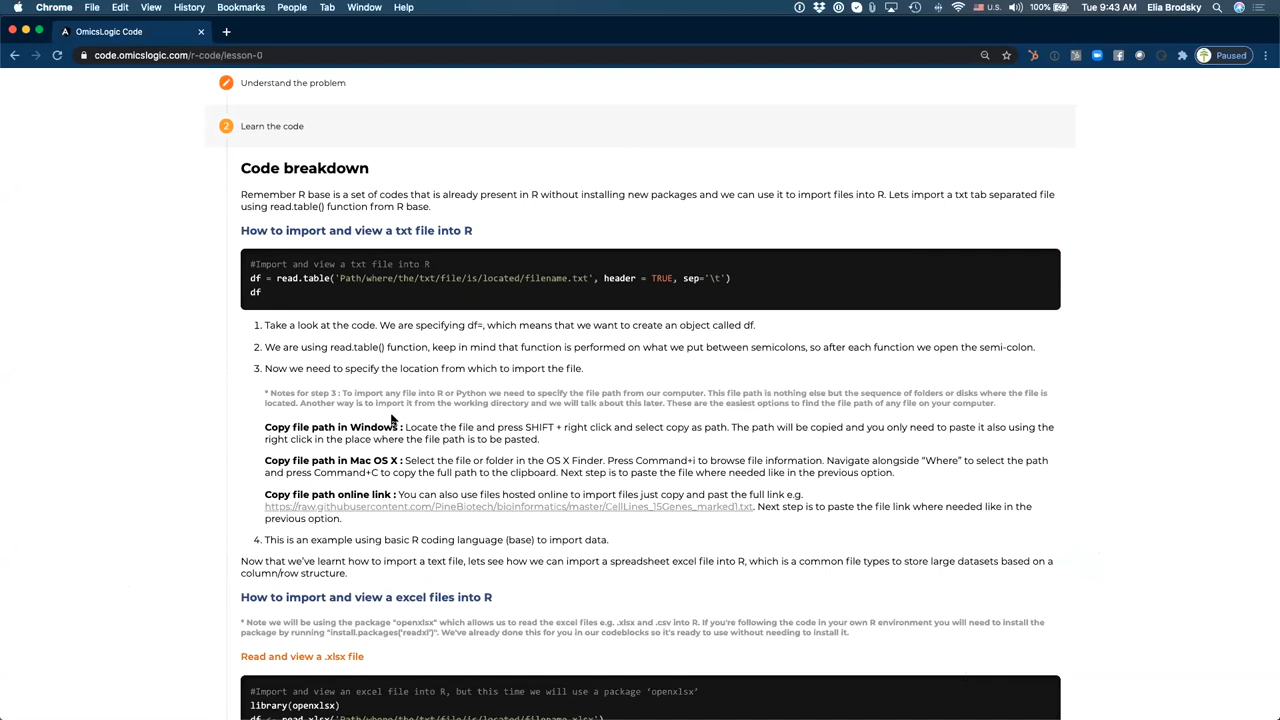 Chrome File Edit View History Bookmarks People Tab Window Help U.S. 100% Tue 9:43 AM Elia Brodsky
OmicsLogic Code
code.omicslogic.com/r-code/lesson-0 Paused
Understand the problem
2 Learn the code
Code breakdown
Remember R base is a set of codes that is already present in R without installing new packages and we can use it to import files into R. Lets import a txt tab separated file
using read.table() function from R base.
How to import and view a txt file into R
#Import and view a txt file into R
df = read.table('Path/where/the/txt/file/is/located/filename.txt', header = TRUE, sep='\t')
df
1. Take a look at the code. We are specifying df=, which means that we want to create an object called df.
2. We are using read.table() function, keep in mind that function is performed on what we put between semicolons, so after each function we open the semi-colon.
3. Now we need to specify the location from which to import the file.
* Notes for step 3 : To import any file into R or Python we need to specify the file path from our computer. This file path is nothing else but the sequence of folders or disks where the file is
located. Another way is to import it from the working directory and we will talk about this later. These are the easiest options to find the file path of any file on your computer.
Copy file path in Windows : Locate the file and press SHIFT + right click and select copy as path. The path will be copied and you only need to paste it also using the
right click in the place where the file path is to be pasted.
Copy file path in Mac OS X : Select the file or folder in the OS X Finder. Press Command+i to browse file information. Navigate alongside “Where” to select the path
and press Command+C to copy the full path to the clipboard. Next step is to paste the file where needed like in the previous option.
Copy file path online link : You can also use files hosted online to import files just copy and past the full link e.g.
https://raw.githubusercontent.com/PineBiotech/bioinformatics/master/CellLines_15Genes_marked1.txt. Next step is to paste the file link where needed like in the
previous option.
4. This is an example using basic R coding language (base) to import data.
Now that we’ve learnt how to import a text file, lets see how we can import a spreadsheet excel file into R, which is a common file types to store large datasets based on a
column/row structure.
How to import and view a excel files into R
* Note we will be using the package "openxlsx" which allows us to read the excel files e.g. .xlsx and .csv into R. If you're following the code in your own R environment you will need to install the
package by running "install.packages('readxl')". We've already done this for you in our codeblocks so it's ready to use without needing to install it.
Read and view a .xlsx file
#Import and view an excel file into R, but this time we will use a package ‘openxlsx’
library(openxlsx)
df <- read.xlsx('Path/where/the/txt/file/is/located/filename.xlsx')